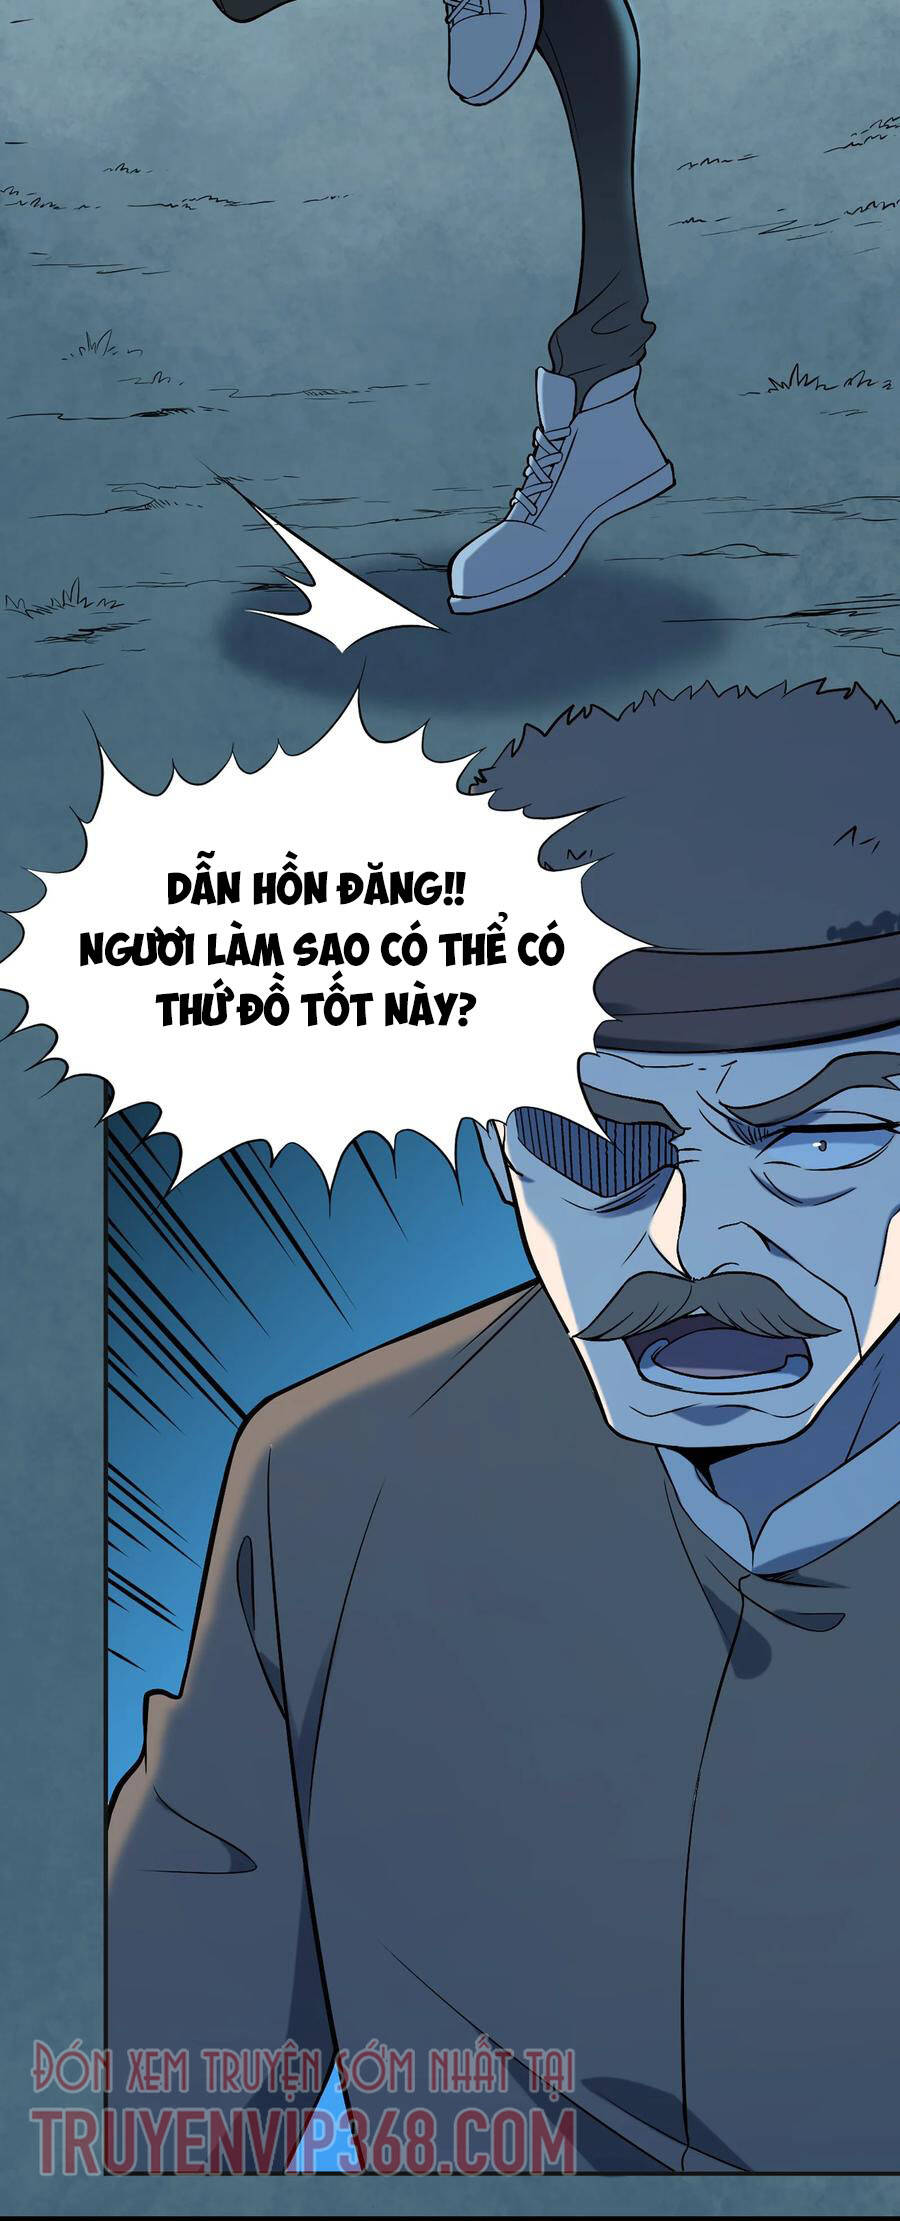 DẪN HỒN ĐĂNG!!
NGƯƠI LÀM SAO CÓ THỂ CÓ
THỨ ĐỒ TỐT NÀY?
ĐÓN XEM TRUYỆN SỚM NHẤT TẠI
TRUYENVIP368.COM